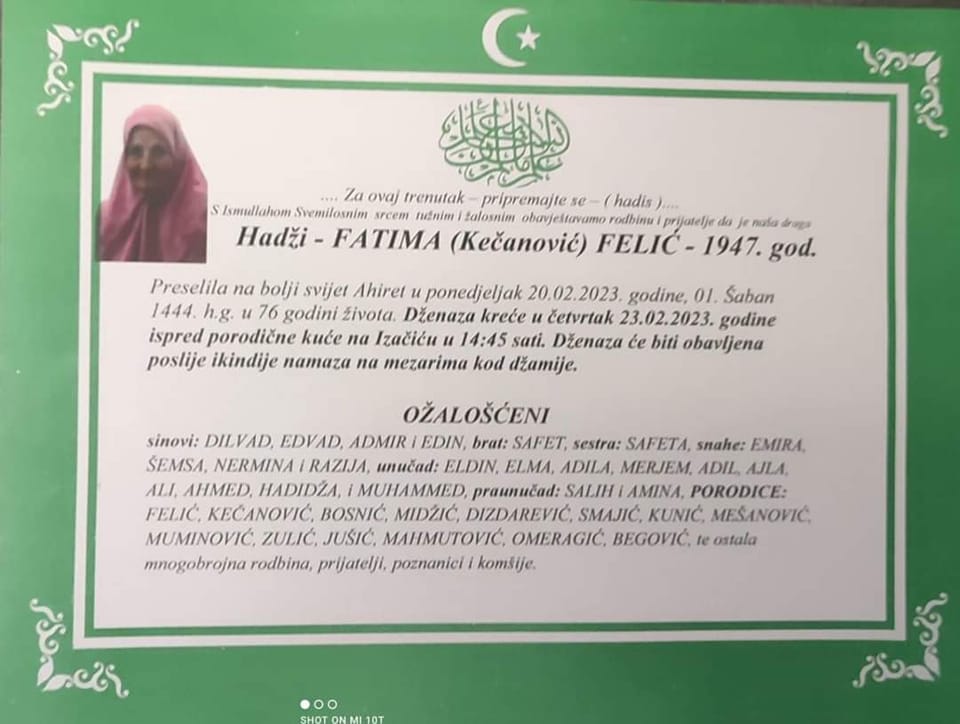 .... Za ovaj trenutak – pripremajte se – ( hadis )....
S Ismullahom Svemilosnim srcem tužnim i žalosnim obavještavamo rodbinu i prijatelje da je naša draga
Hadži - FATIMA (Kečanović) FELIĆ - 1947. god.
Preselila na bolji svijet Ahiret u ponedjeljak 20.02.2023. godine, 01. Šaban
1444. h.g. u 76 godini života. Dženaza kreće u četvrtak 23.02.2023. godine
ispred porodične kuće na Izačiću u 14:45 sati. Dženaza će biti obavljena
poslije ikindije namaza na mezarima kod džamije.
OŽALOŠĆENI
sinovi: DILVAD, EDVAD, ADMIR i EDIN, brat: SAFET, sestra: SAFETA, snahe: EMIRA,
ŠEMSA, NERMINA i RAZIJA, unučad: ELDIN, ELMA, ADILA, MERJEM, ADIL, AJLA,
ALI, AHMED, HADIDŽA, i MUHAMMED, praunučad: SALIH i AMINA, PORODICE:
FELIĆ, KEČANOVIĆ, BOSNIĆ, MIDŽIĆ, DIZDAREVIĆ, SMAJIĆ, KUNIĆ, MEŠANOVIĆ,
MUMINOVIĆ, ZULIĆ, JUŠIĆ, MAHMUTOVIĆ, OMERAGIĆ, BEGOVIĆ, te ostala
mnogobrojna rodbina, prijatelji, poznanici i komšije.
SHOT ON MI 10T